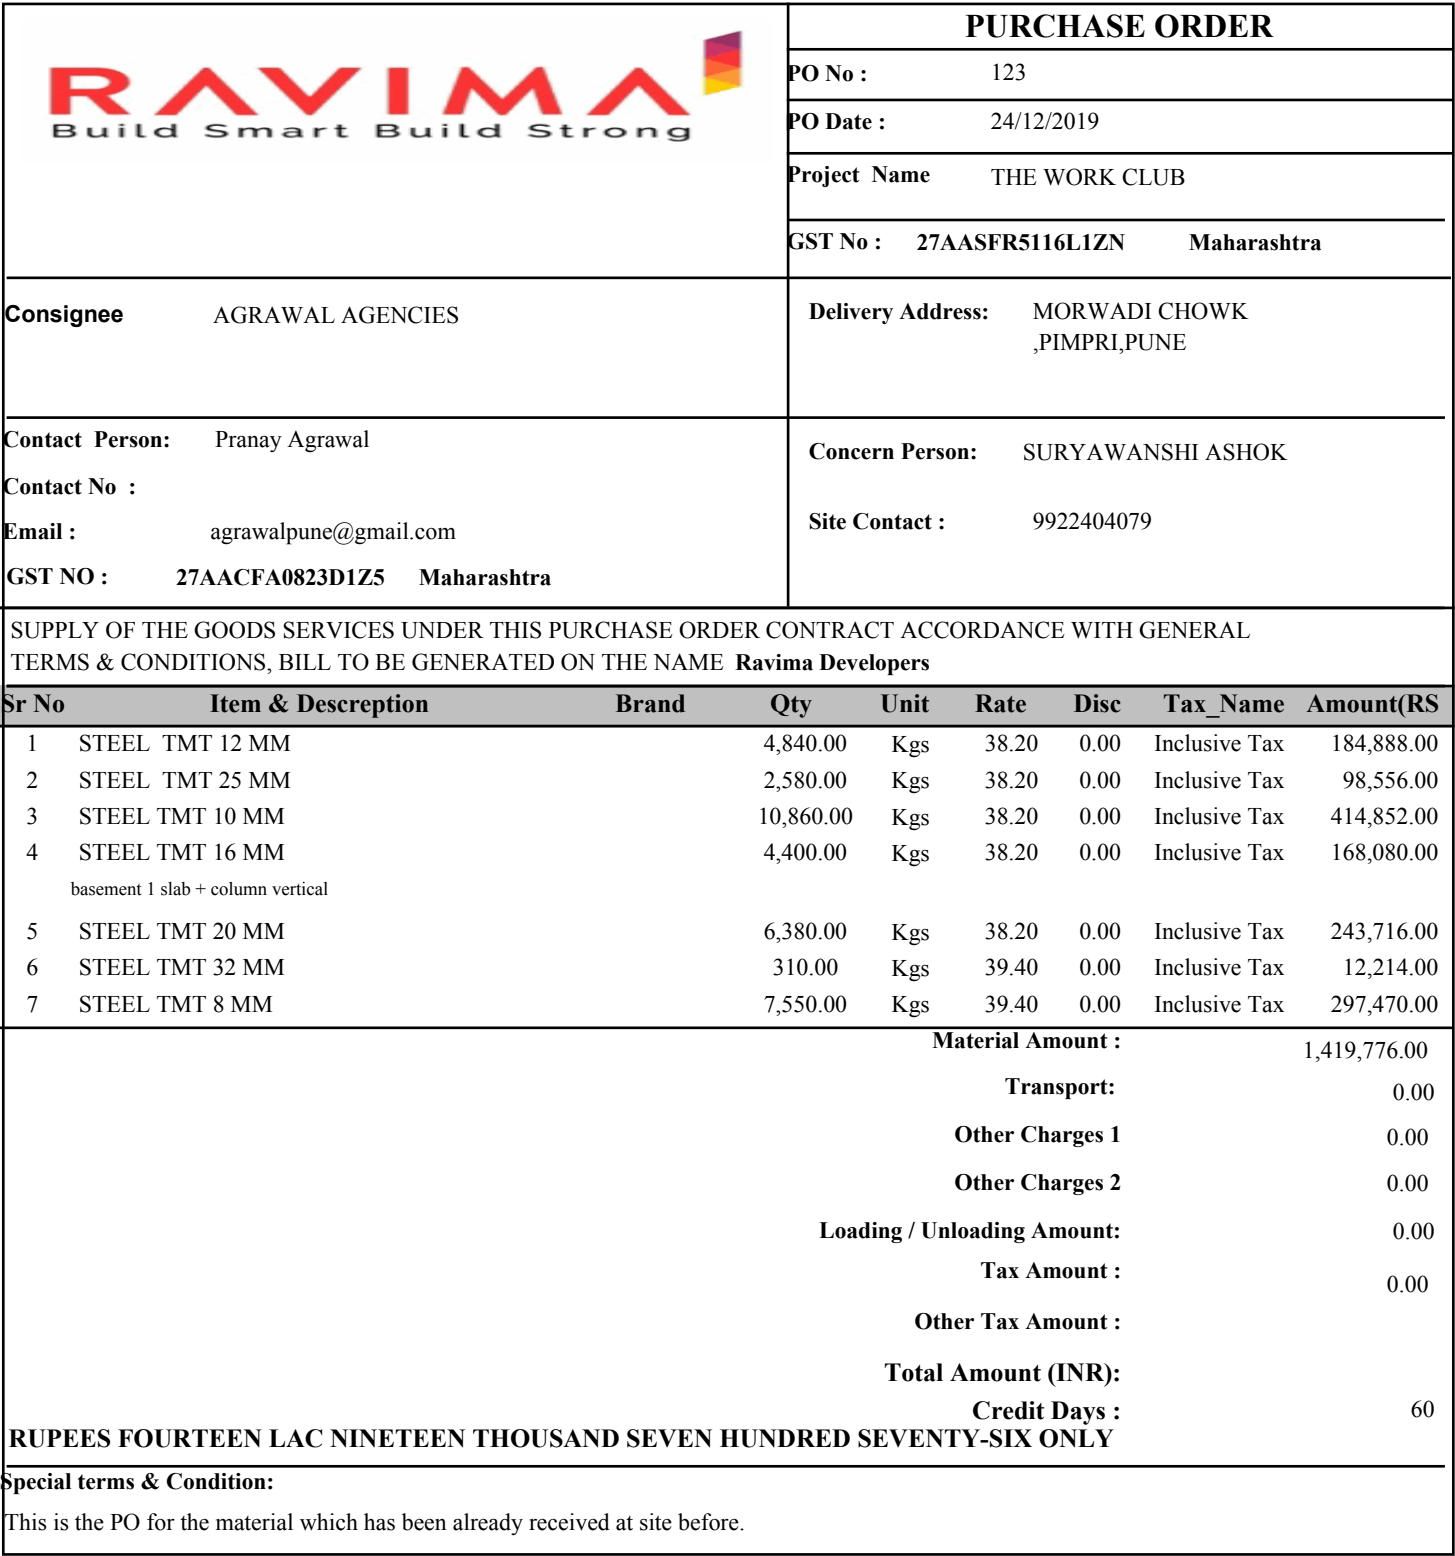 RAVIMA
Build Smart Build Strong
PURCHASE ORDER
PO No : 123
PO Date : 24/12/2019
Project Name THE WORK CLUB
GST No : 27AASFR5116L1ZN Maharashtra
Consignee AGRAWAL AGENCIES
Delivery Address: MORWADI CHOWK
,PIMPRI,PUNE
Contact Person: Pranay Agrawal
Contact No :
Email : agrawalpune@gmail.com
GST NO : 27AACFA0823D1Z5 Maharashtra
Concern Person: SURYAWANSHI ASHOK
Site Contact : 9922404079
SUPPLY OF THE GOODS SERVICES UNDER THIS PURCHASE ORDER CONTRACT ACCORDANCE WITH GENERAL
TERMS & CONDITIONS, BILL TO BE GENERATED ON THE NAME Ravima Developers
Sr No Item & Descreption Brand Qty Unit Rate Disc Tax_Name Amount(RS
1 STEEL TMT 12 MM 4,840.00 Kgs 38.20 0.00 Inclusive Tax 184,888.00
2 STEEL TMT 25 MM 2,580.00 Kgs 38.20 0.00 Inclusive Tax 98,556.00
3 STEEL TMT 10 MM 10,860.00 Kgs 38.20 0.00 Inclusive Tax 414,852.00
4 STEEL TMT 16 MM 4,400.00 Kgs 38.20 0.00 Inclusive Tax 168,080.00
basement 1 slab + column vertical
5 STEEL TMT 20 MM 6,380.00 Kgs 38.20 0.00 Inclusive Tax 243,716.00
6 STEEL TMT 32 MM 310.00 Kgs 39.40 0.00 Inclusive Tax 12,214.00
7 STEEL TMT 8 MM 7,550.00 Kgs 39.40 0.00 Inclusive Tax 297,470.00
Material Amount : 1,419,776.00
Transport: 0.00
Other Charges 1 0.00
Other Charges 2 0.00
Loading / Unloading Amount: 0.00
Tax Amount : 0.00
Other Tax Amount :
Total Amount (INR):
Credit Days : 60
RUPEES FOURTEEN LAC NINETEEN THOUSAND SEVEN HUNDRED SEVENTY-SIX ONLY
Special terms & Condition:
This is the PO for the material which has been already received at site before.